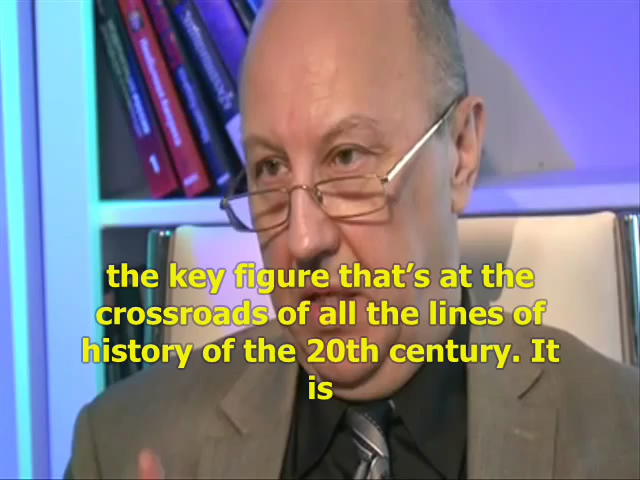 the key figure that’s at the
crossroads of all the lines of
history of the 20th century. It
is